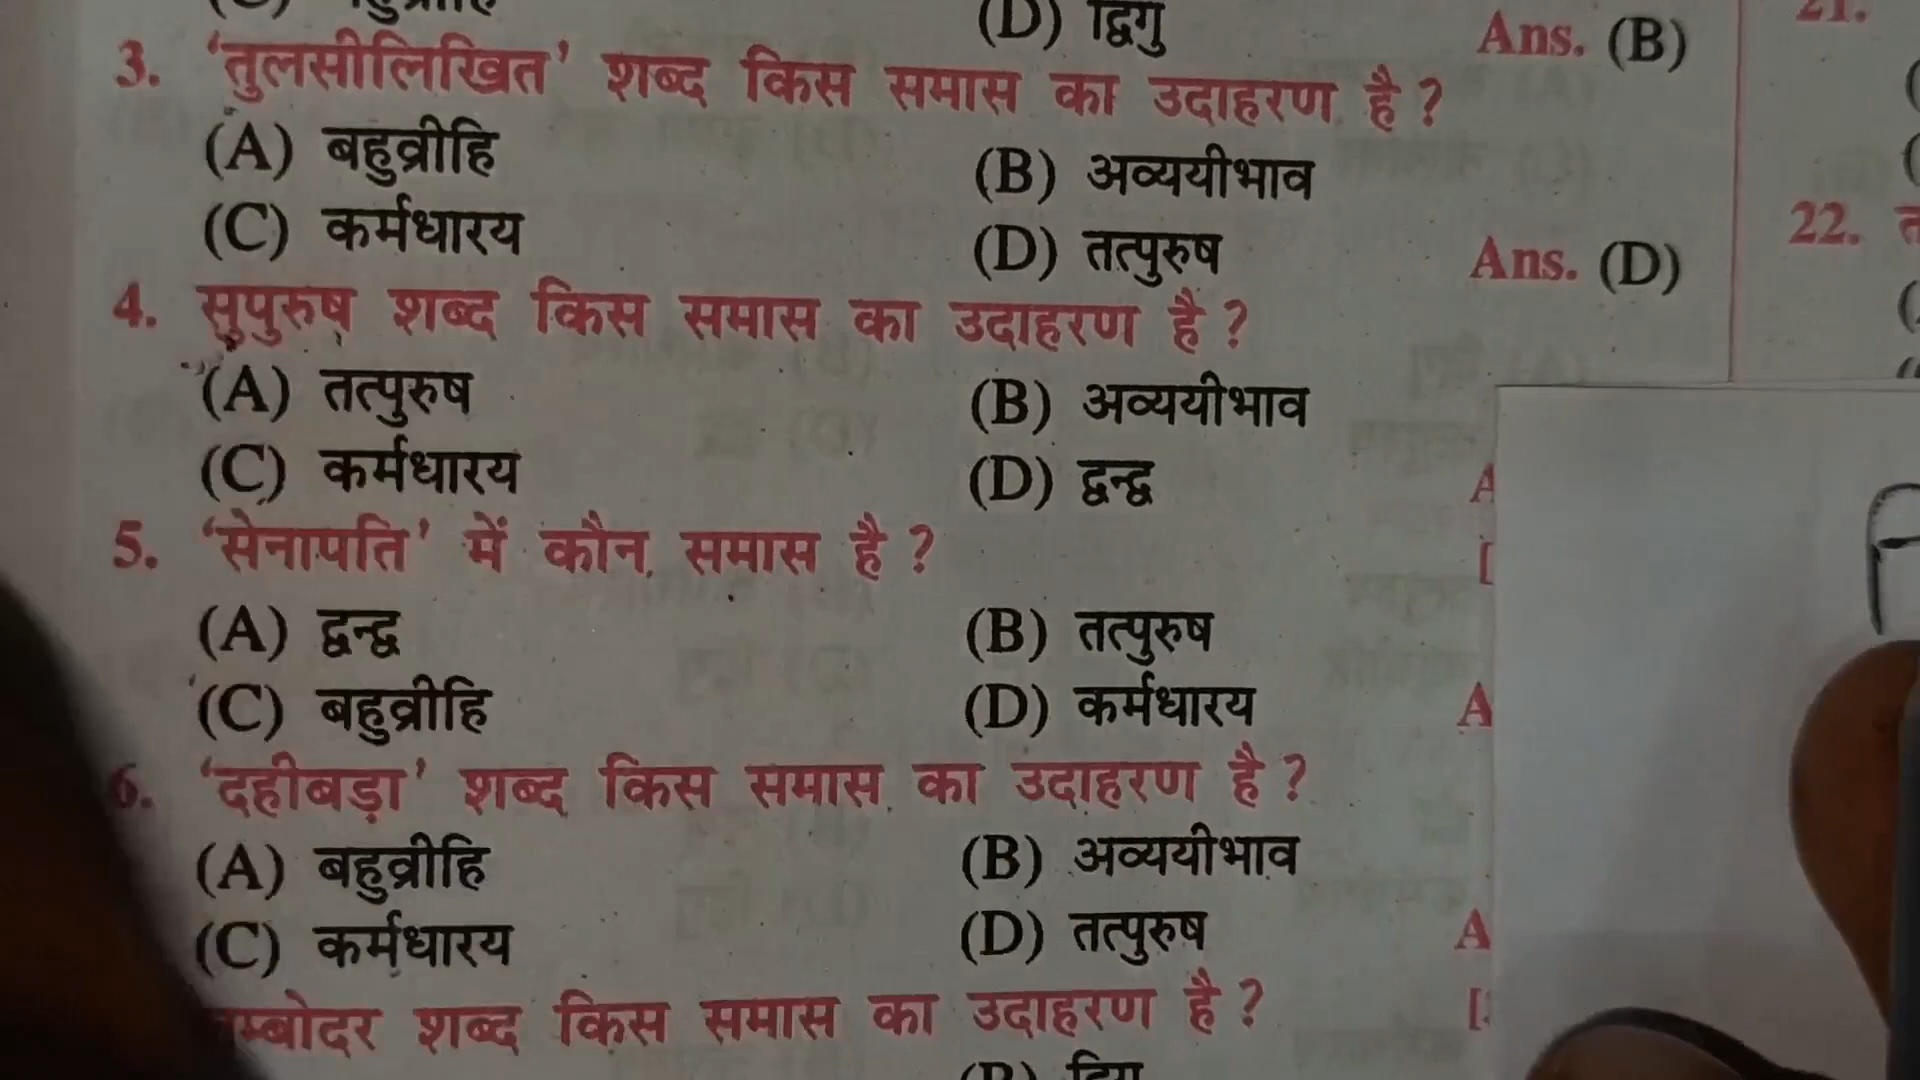 (D) द्विगु Ans. (B)
3. ‘तुलसीलिखित’ शब्द किस समास का उदाहरण है ?
(A) बहुव्रीहि (B) अव्ययीभाव
(C) कर्मधारय (D) तत्पुरुष Ans. (D)
4. सुपुरुष शब्द किस समास का उदाहरण है ?
(A) तत्पुरुष (B) अव्ययीभाव
(C) कर्मधारय (D) द्वन्द्व A
5. ‘सेनापति’ में कौन समास है ? [
(A) द्वन्द्व (B) तत्पुरुष
(C) बहुव्रीहि (D) कर्मधारय A
6. ‘दहीबड़ा’ शब्द किस समास का उदाहरण है ?
(A) बहुव्रीहि (B) अव्ययीभाव
(C) कर्मधारय (D) तत्पुरुष A
म्बोदर शब्द किस समास का उदाहरण है ? [
21.
22.